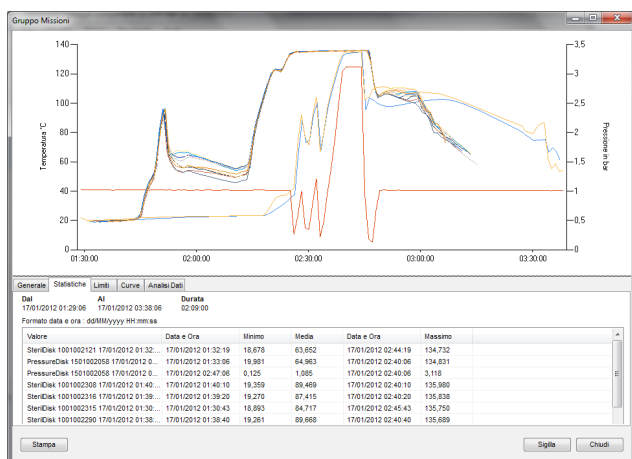 Gruppo Missioni
140
120
100
80
60
40
20
0
Temperatura °C
3,5
3
2,5
2
1,5
1
0,5
0
Pressione in bar
01:30:00 02:00:00 02:30:00 03:00:00 03:30:00
Generale Statistiche Limiti Curve Analisi Dati
Dal Al Durata
17/01/2012 01:29:06 17/01/2012 03:38:06 02:09:00
Formato data e ora : dd/MM/yyyy HH:mm:ss
Valore Data e Ora Minimo Media Data e Ora Massimo
SterilDisk 1001002121 17/01/2012 01:32:... 17/01/2012 01:32:19 18,678 63,652 17/01/2012 02:44:19 134,732
PressureDisk 1501002058 17/01/2012 0... 17/01/2012 01:33:06 19,981 64,963 17/01/2012 02:40:06 134,831
PressureDisk 1501002058 17/01/2012 0... 17/01/2012 02:47:06 0,125 1,085 17/01/2012 02:40:06 3,118
SterilDisk 1001002308 17/01/2012 01:40:... 17/01/2012 01:40:10 19,359 89,469 17/01/2012 02:40:10 135,980
SterilDisk 1001002316 17/01/2012 01:39:... 17/01/2012 01:39:20 19,270 87,415 17/01/2012 02:40:20 135,838
SterilDisk 1001002315 17/01/2012 01:30:... 17/01/2012 01:30:43 18,893 84,717 17/01/2012 02:45:43 135,750
SterilDisk 1001002290 17/01/2012 01:38:... 17/01/2012 01:38:40 19,261 89,668 17/01/2012 02:40:40 135,689
Stampa Sigilla Chiudi